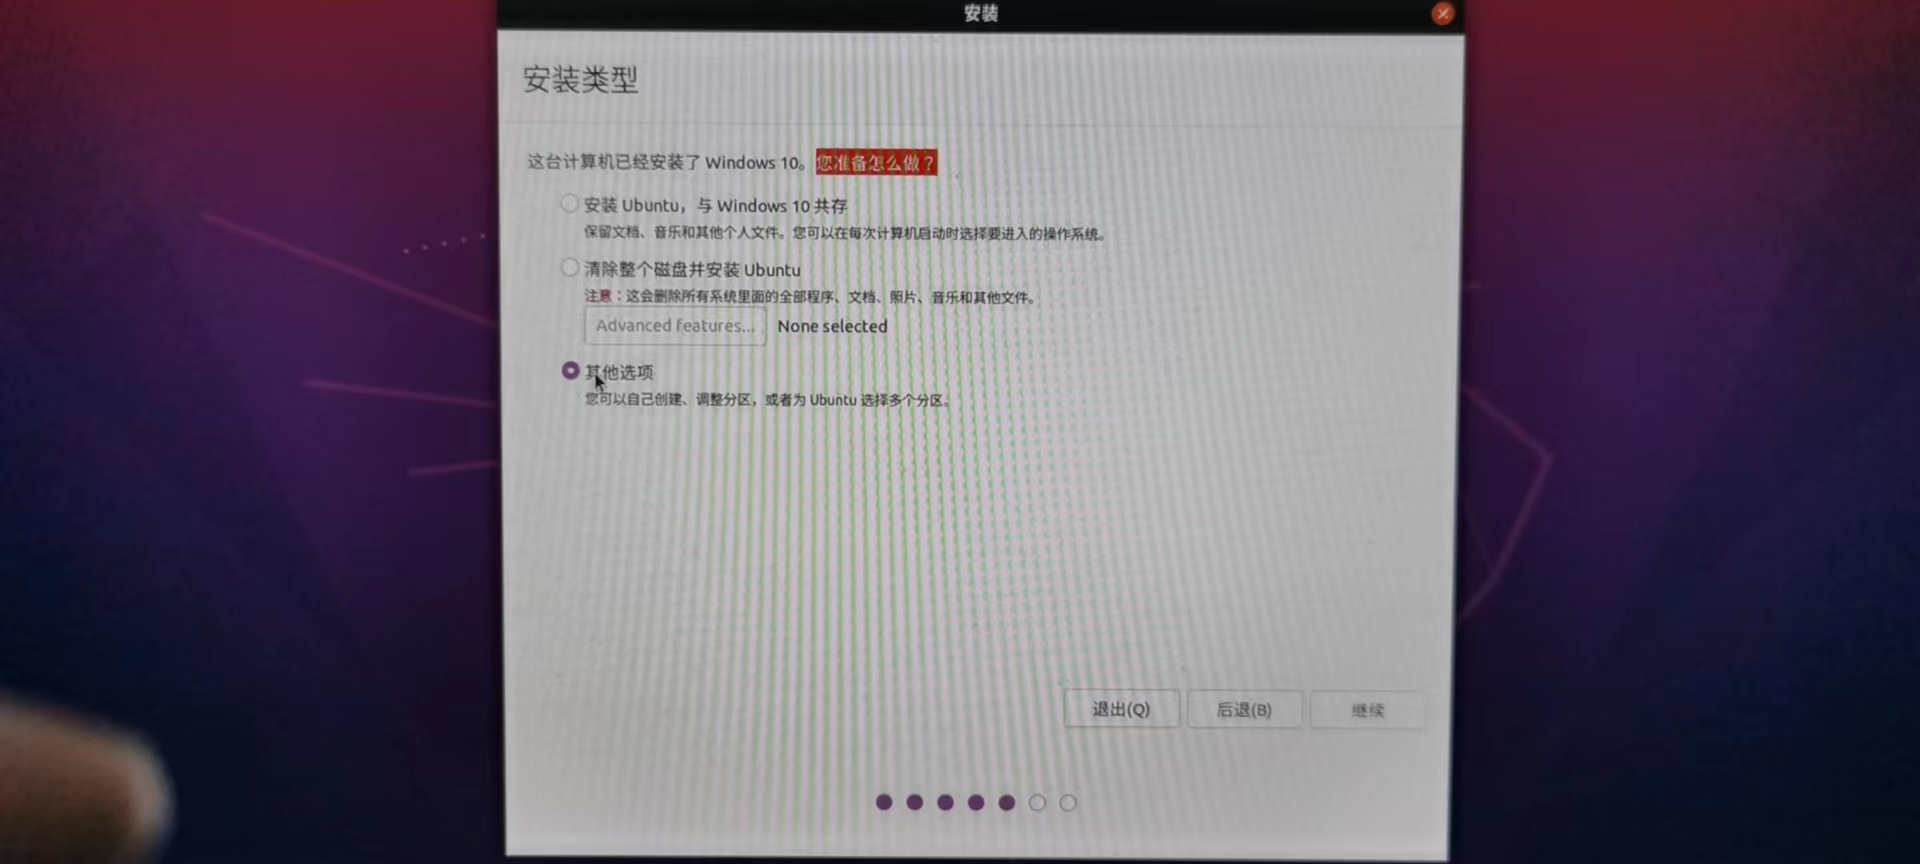 安装
安装类型
这台计算机已经安装了 Windows 10。您准备怎么做？
安装 Ubuntu，与 Windows 10 共存
保留文档、音乐和其他个人文件。您可以在每次计算机启动时选择要进入的操作系统。
清除整个磁盘并安装 Ubuntu
注意：这会删除所有系统里面的全部程序、文档、照片、音乐和其他文件。
Advanced features... None selected
其他选项
您可以自己创建、调整分区，或者为 Ubuntu 选择多个分区。
退出(Q) 后退(B) 继续